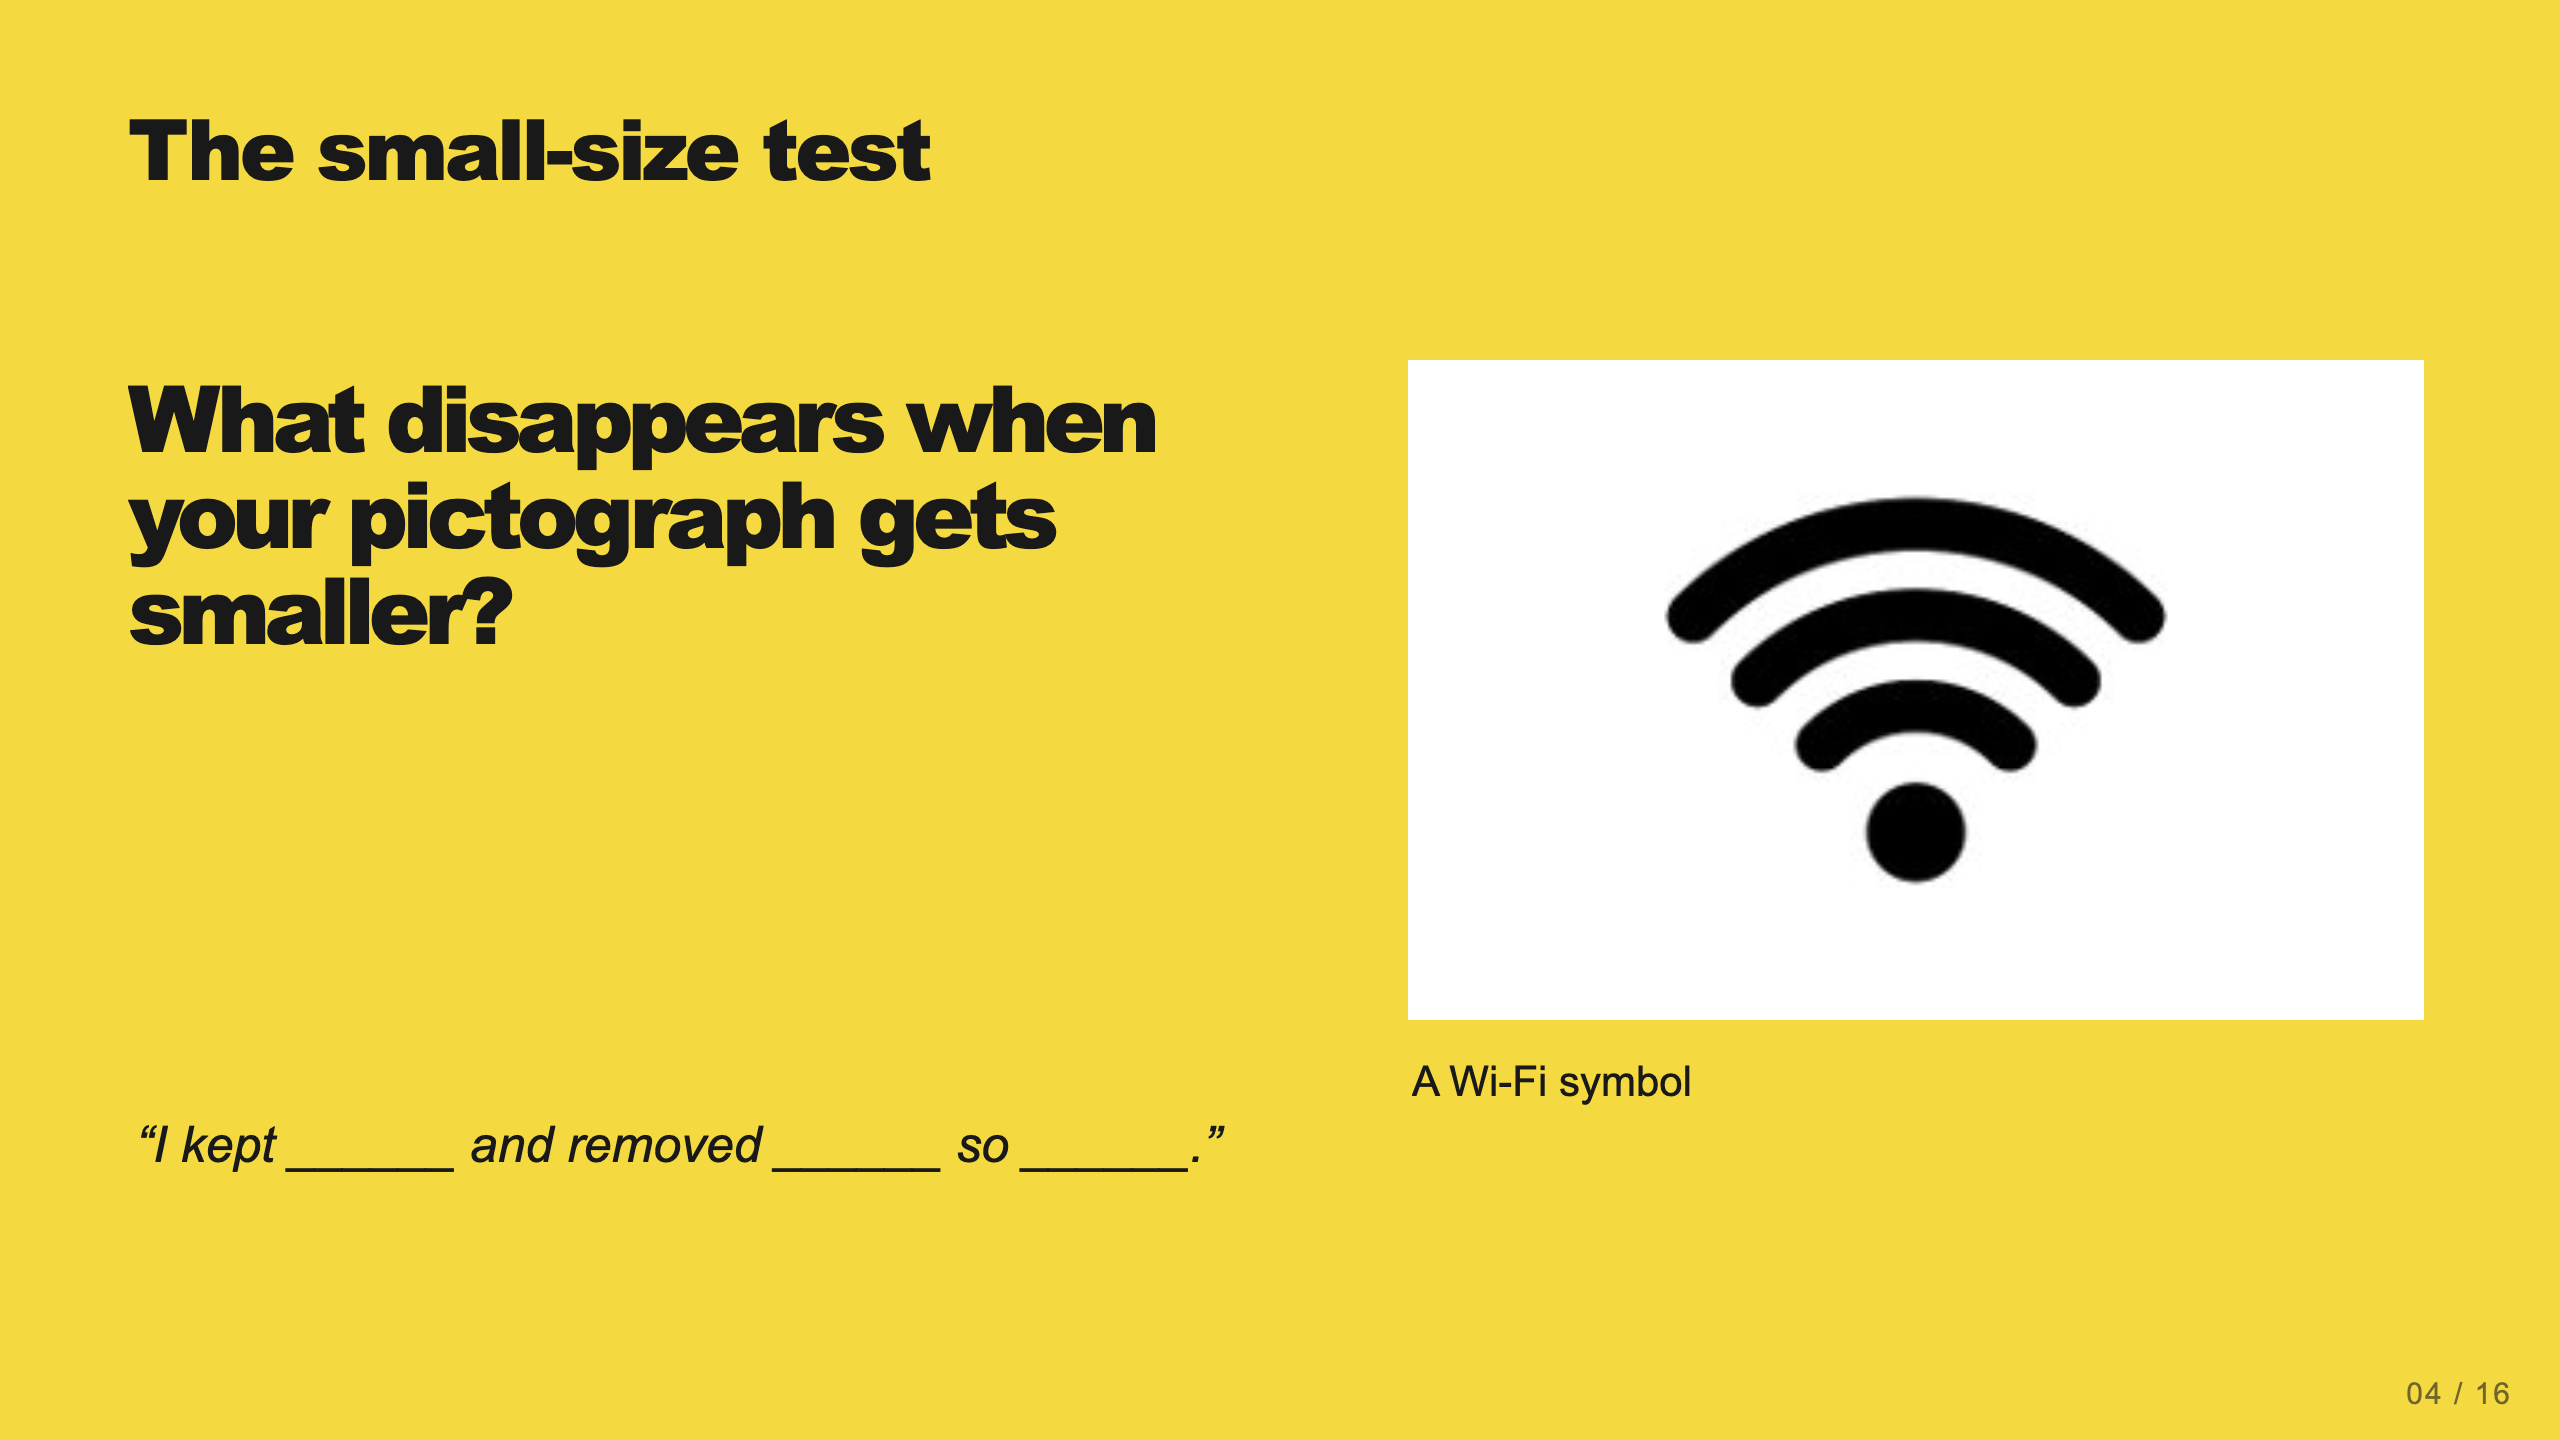 The small-size test
What disappears when
your pictograph gets
smaller?
A Wi-Fi symbol
“I kept ______ and removed ______ so ______.”
04 / 16